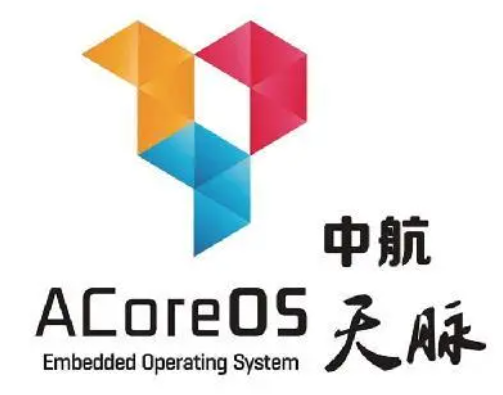 中航
ACoreOS
天脉
Embedded Operating System